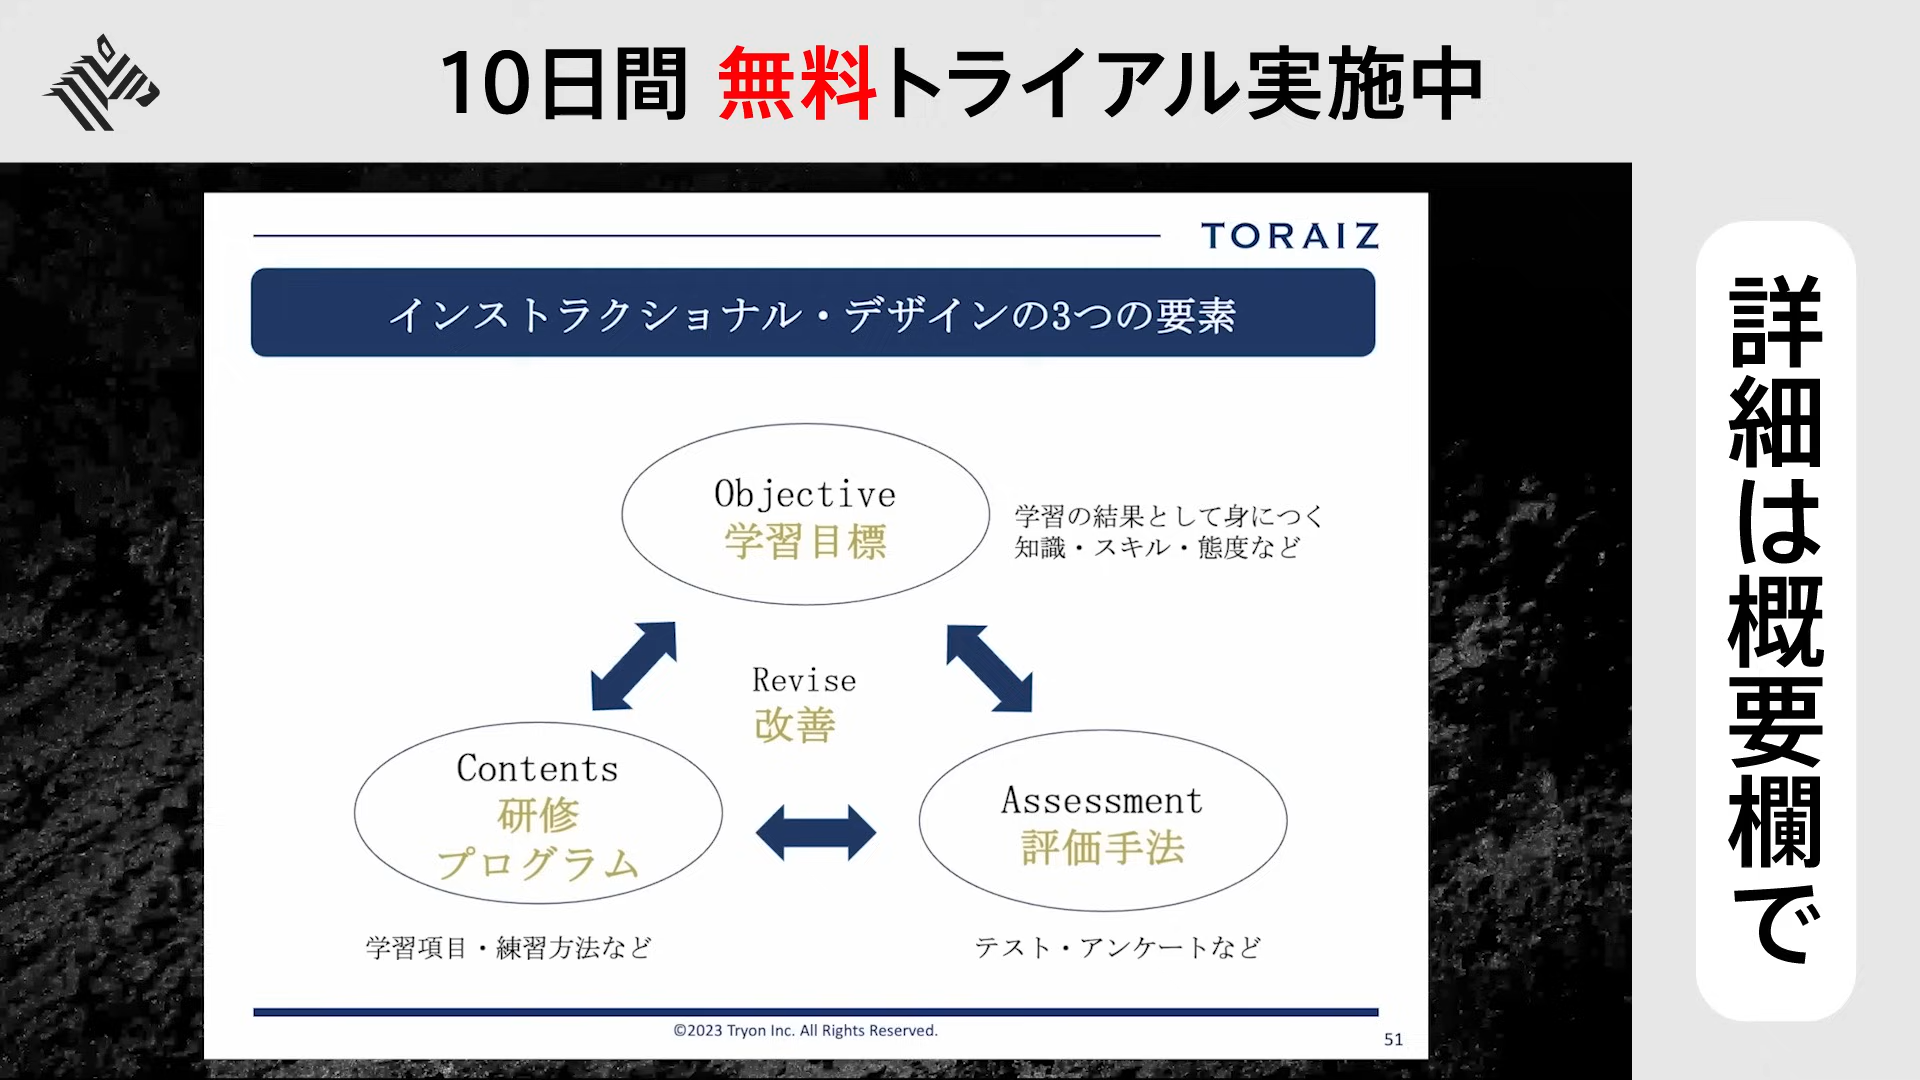 10日間 無料トライアル実施中
TORAIZ
インストラクショナル・デザインの3つの要素
Objective
学習目標
学習の結果として身につく
知識・スキル・態度など
Revise
改善
Contents
研修
プログラム
学習項目・練習方法など
Assessment
評価手法
テスト・アンケートなど
©2023 Tryon Inc. All Rights Reserved.
51
詳細は概要欄で